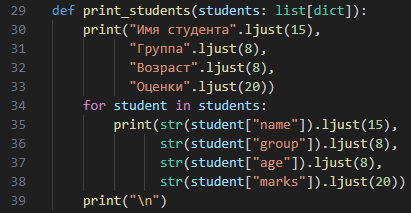 29 def print_students(students: list[dict]):
30     print("Имя студента".ljust(15),
31           "Группа".ljust(8),
32           "Возраст".ljust(8),
33           "Оценки".ljust(20))
34     for student in students:
35         print(str(student["name"]).ljust(15),
36               str(student["group"]).ljust(8),
37               str(student["age"]).ljust(8),
38               str(student["marks"]).ljust(20))
39     print("\n")